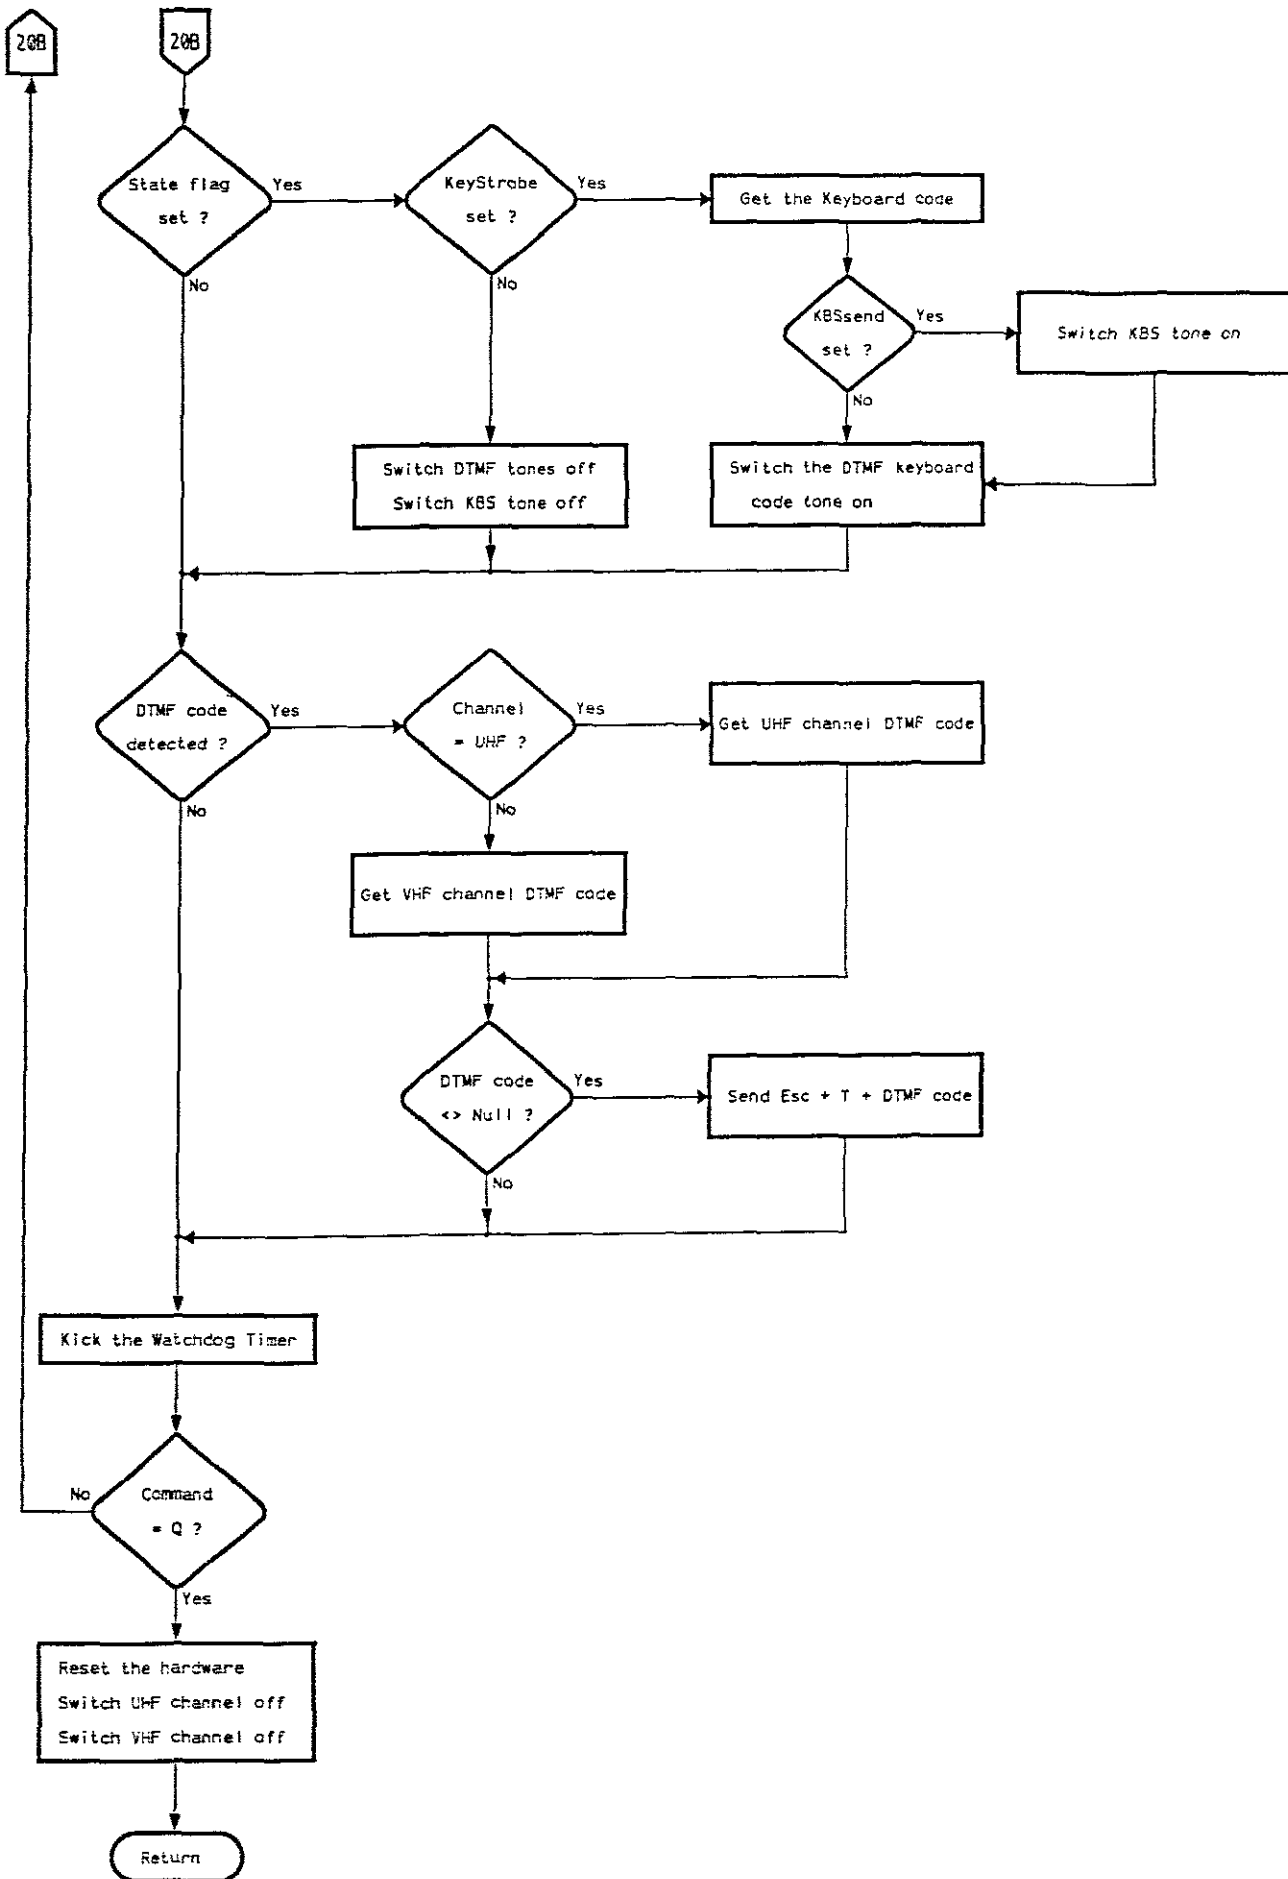 20B
20B
State flag
set ?
Yes
No
KeyStrobe
set ?
Yes
No
Get the Keyboard code
KBSsend
set ?
Yes
No
Switch KBS tone on
Switch DTMF tones off
Switch KBS tone off
Switch the DTMF keyboard
code tone on
DTMF code
detected ?
Yes
No
Channel
= UHF ?
Yes
No
Get UHF channel DTMF code
Get VHF channel DTMF code
DTMF code
<> Null ?
Yes
No
Send Esc + T + DTMF code
Kick the Watchdog Timer
Command
= Q ?
No
Yes
Reset the hardware
Switch UHF channel off
Switch VHF channel off
Return